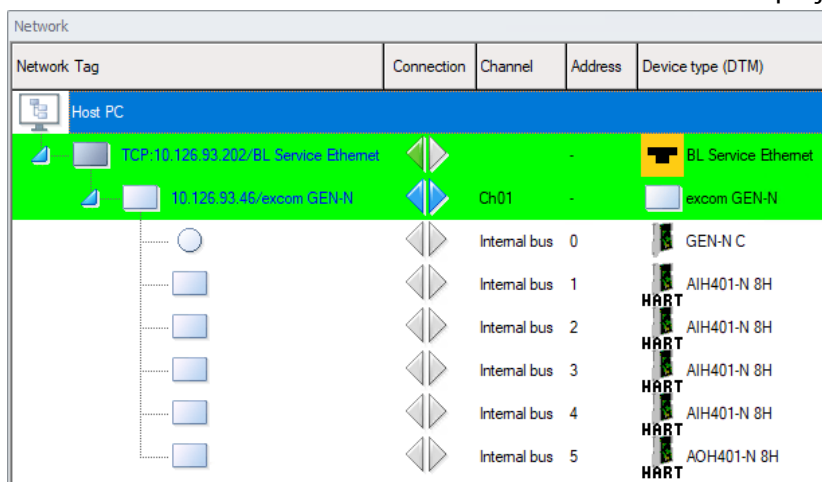 Network
Network Tag Connection Channel Address Device type (DTM)
Host PC
TCP:10.126.93.202/BL Service Ethernet - BL Service Ethernet
10.126.93.46/excom GEN-N Ch01 - excom GEN-N
Internal bus 0 GEN-N C
Internal bus 1 HART AIH401-N 8H
Internal bus 2 HART AIH401-N 8H
Internal bus 3 HART AIH401-N 8H
Internal bus 4 HART AIH401-N 8H
Internal bus 5 HART AOH401-N 8H